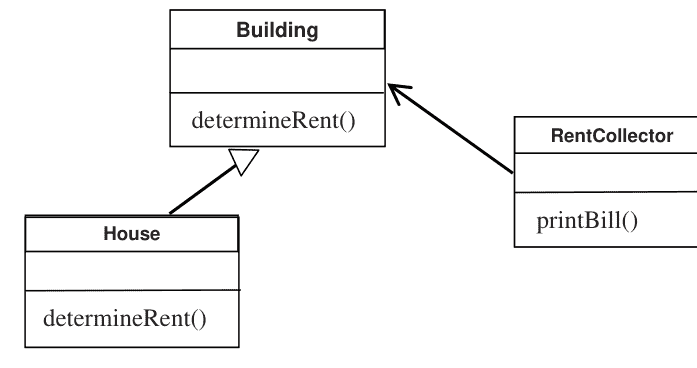 Building
determineRent()
RentCollector
printBill()
House
determineRent()